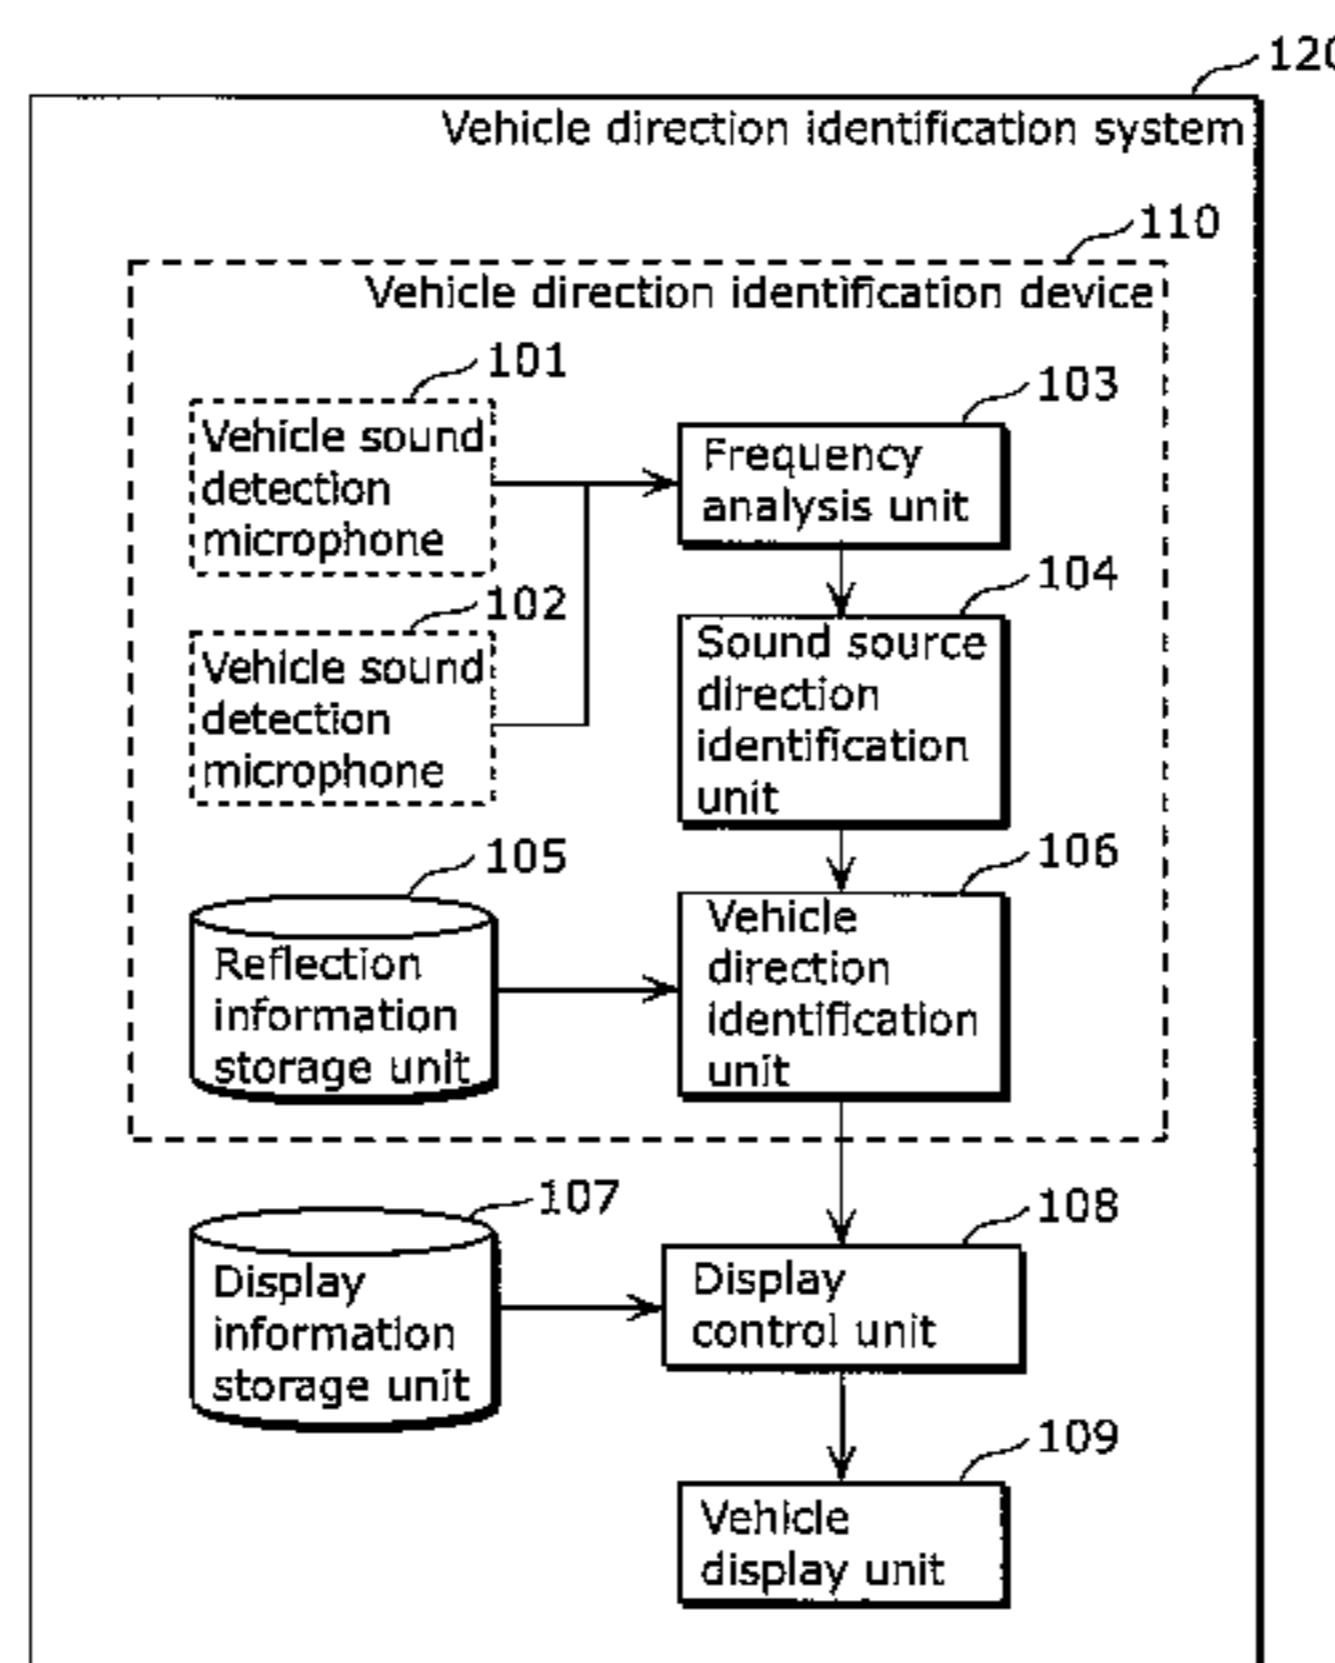 120
Vehicle direction identification system
110
Vehicle direction identification device
101
Vehicle sound
detection
microphone
103
Frequency
analysis unit
102
Vehicle sound
detection
microphone
104
Sound source
direction
identification
unit
105
Reflection
information
storage unit
106
Vehicle
direction
identification
unit
107
Display
information
storage unit
108
Display
control unit
109
Vehicle
display unit